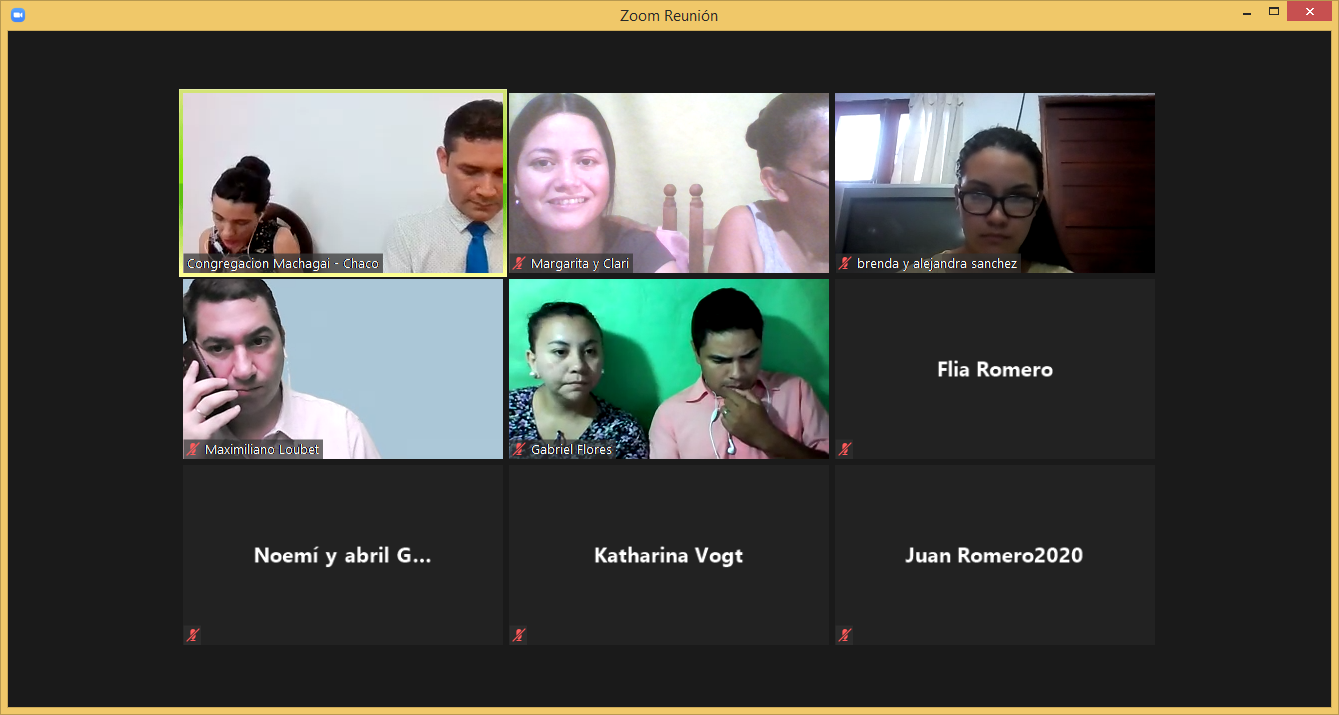 Zoom Reunión
Congregacion Machagai - Chaco
Margarita y Clari
brenda y alejandra sanchez
Maximiliano Loubet
Gabriel Flores
Flia Romero
Noemí y abril G...
Katharina Vogt
Juan Romero2020